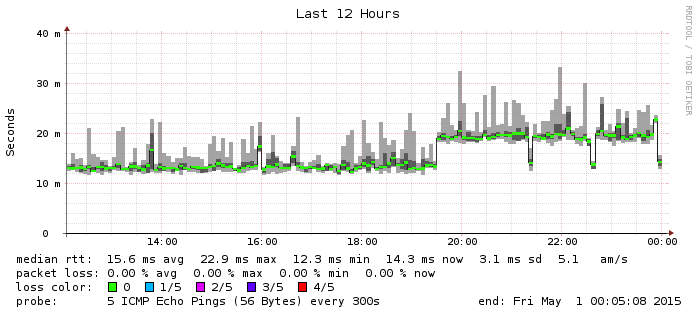 Last 12 Hours
RRDTOOL / TOBI OETIKER
Seconds
40 m
30 m
20 m
10 m
0
14:00 16:00 18:00 20:00 22:00 00:00
median rtt: 15.6 ms avg 22.9 ms max 12.3 ms min 14.3 ms now 3.1 ms sd 5.1 am/s
packet loss: 0.00 % avg 0.00 % max 0.00 % min 0.00 % now
loss color: 0 1/5 2/5 3/5 4/5
probe: 5 ICMP Echo Pings (56 Bytes) every 300s end: Fri May 1 00:05:08 2015